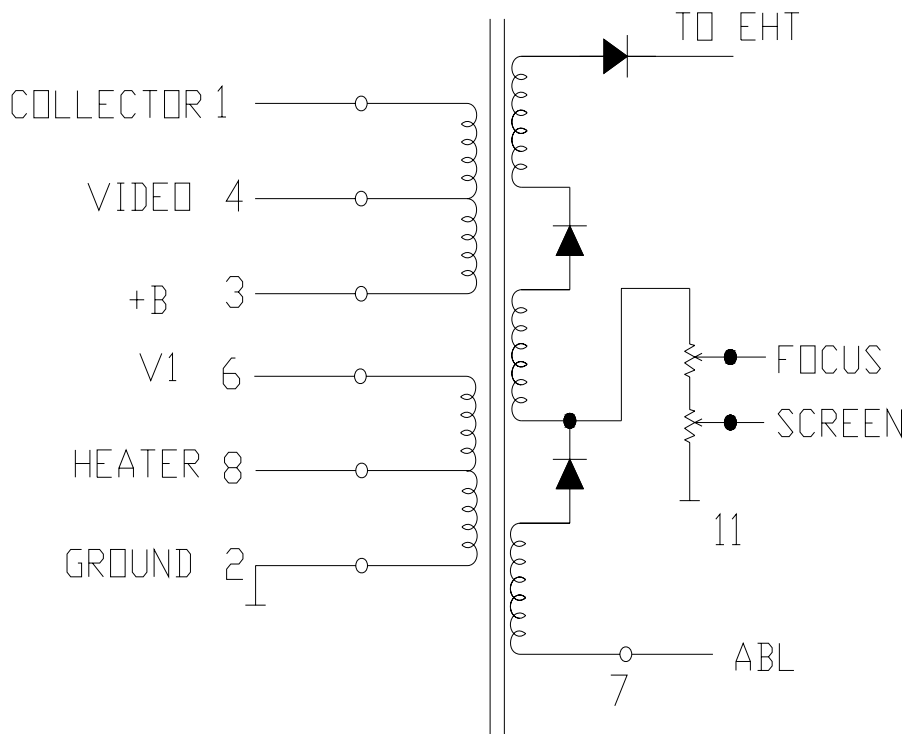 TO EHT
COLLECTOR 1
VIDEO 4
+B 3
V1 6
FOCUS
SCREEN
HEATER 8
11
GROUND 2
ABL
7